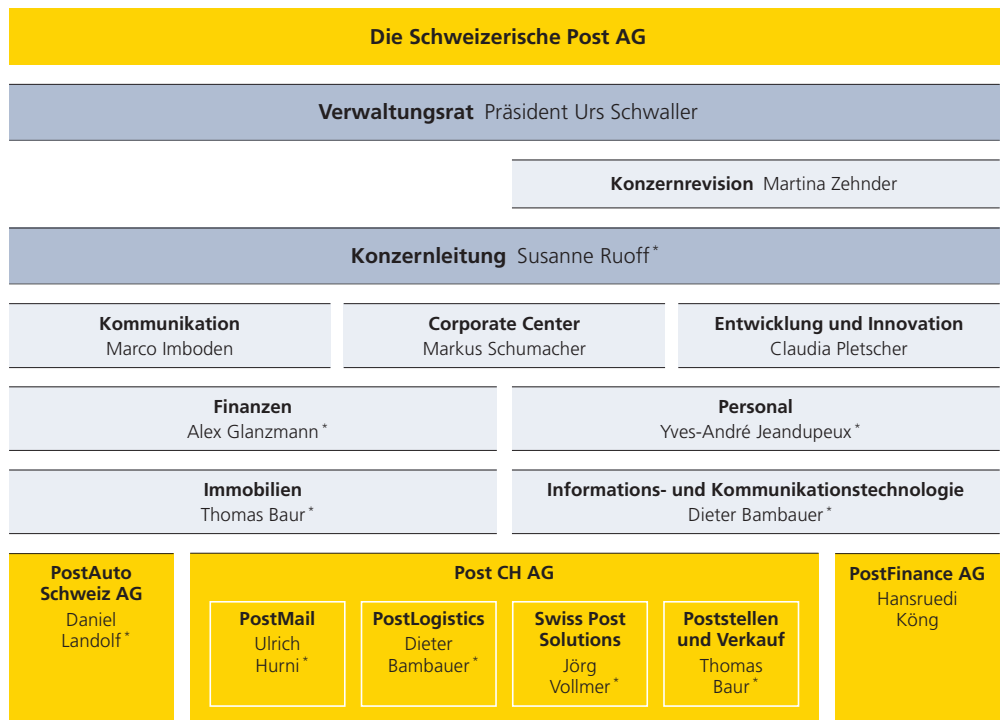 Die Schweizerische Post AG
Verwaltungsrat Präsident Urs Schwaller
Konzernrevision Martina Zehnder
Konzernleitung Susanne Ruoff*
Kommunikation
Marco Imboden
Corporate Center
Markus Schumacher
Entwicklung und Innovation
Claudia Pletscher
Finanzen
Alex Glanzmann*
Personal
Yves-André Jeandupeux*
Immobilien
Thomas Baur*
Informations- und Kommunikationstechnologie
Dieter Bambauer*
PostAuto
Schweiz AG
Daniel
Landolf*
Post CH AG
PostMail
Ulrich
Hurni*
PostLogistics
Dieter
Bambauer*
Swiss Post
Solutions
Jörg
Vollmer*
Poststellen
und Verkauf
Thomas
Baur*
PostFinance AG
Hansruedi
Köng